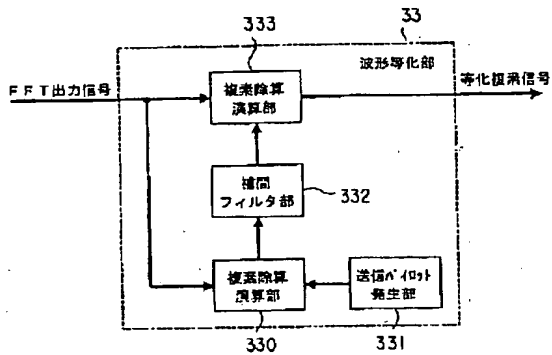 333
33
波形等化部
FFT出力信号
複素除算
演算部
等化複素信号
補間
フィルタ部
332
複素除算
演算部
送信パイロット
発生部
330
331